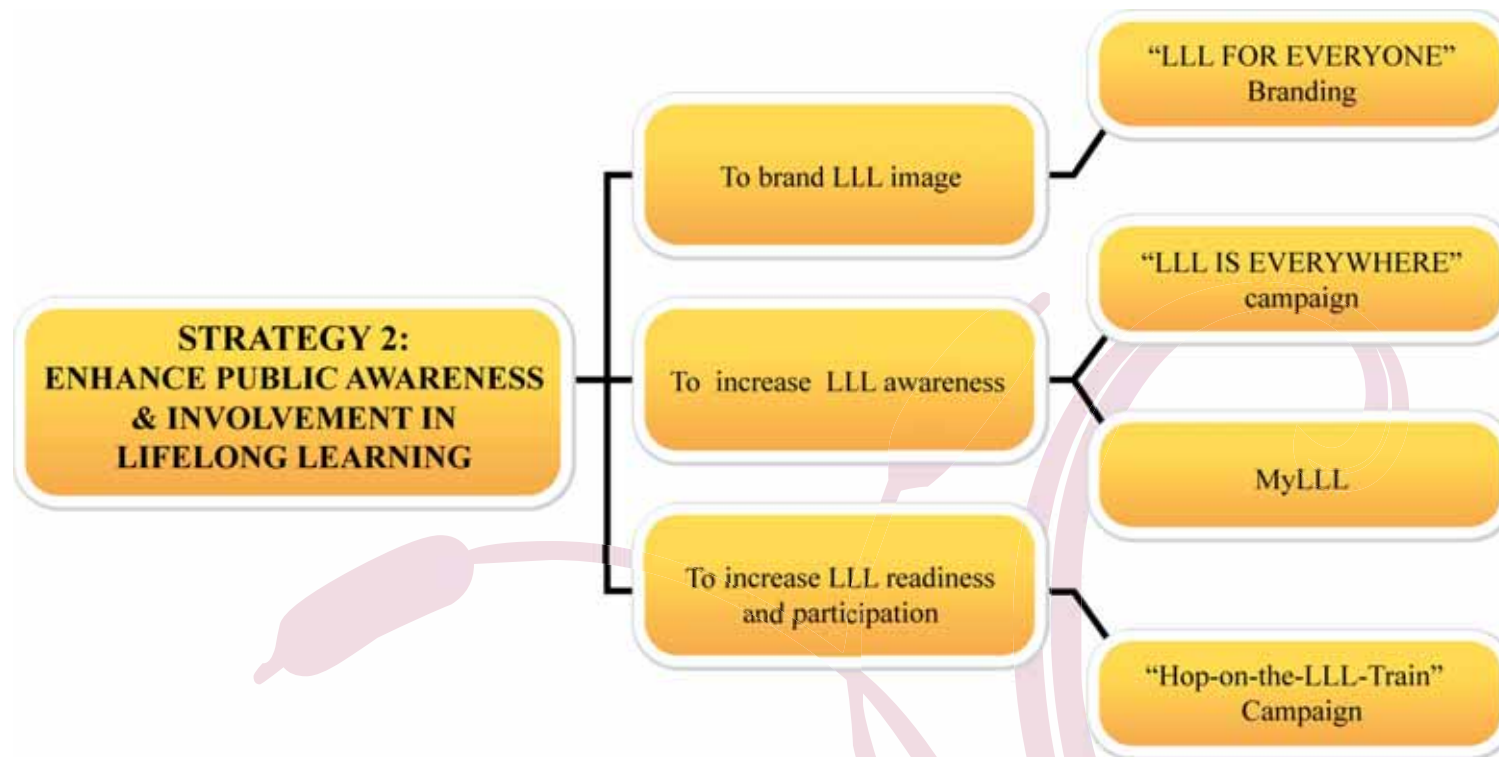 STRATEGY 2:
ENHANCE PUBLIC AWARENESS
& INVOLVEMENT IN
LIFELONG LEARNING
To brand LLL image
“LLL FOR EVERYONE”
Branding
To increase LLL awareness
“LLL IS EVERYWHERE”
campaign
MyLLL
To increase LLL readiness
and participation
“Hop-on-the-LLL-Train”
Campaign